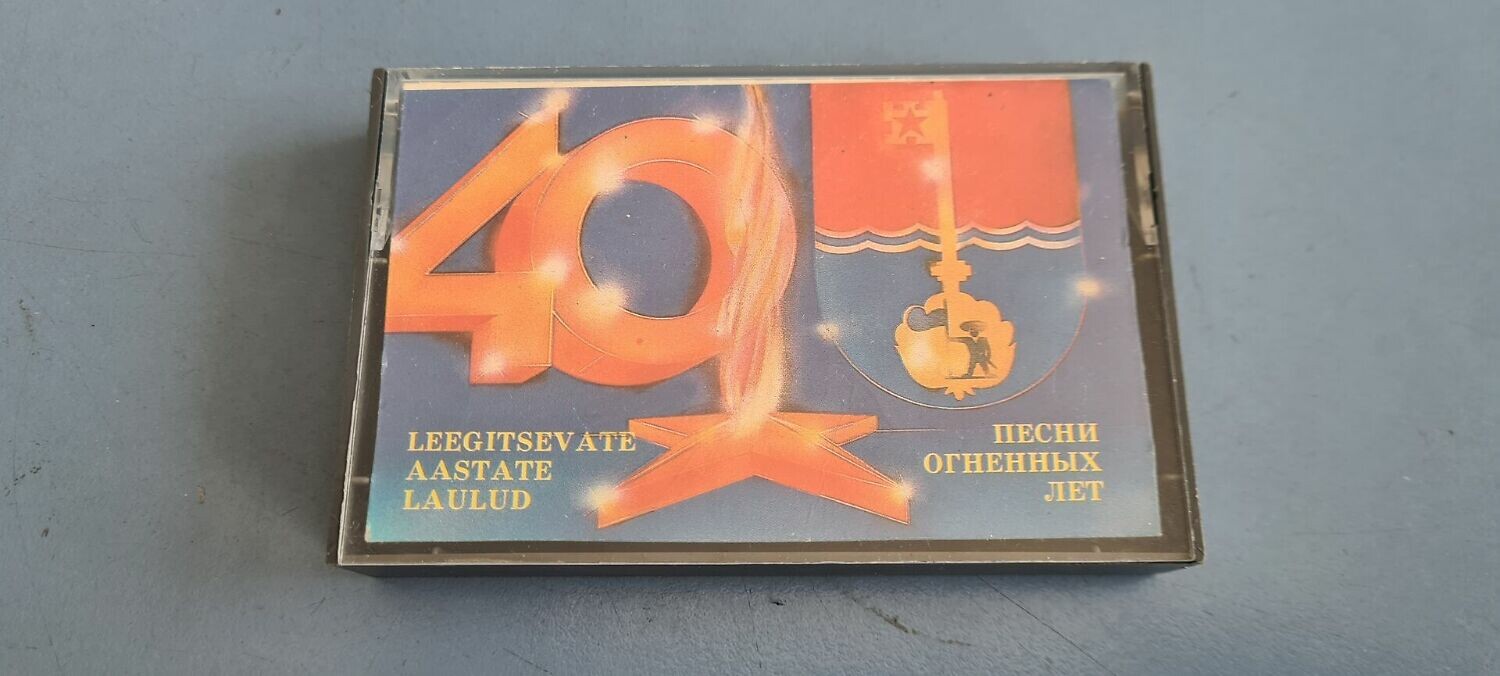 40
LEEGITSEVATE
AASTATE
LAULUD
ПЕСНИ
ОГНЕННЫХ
ЛЕТ